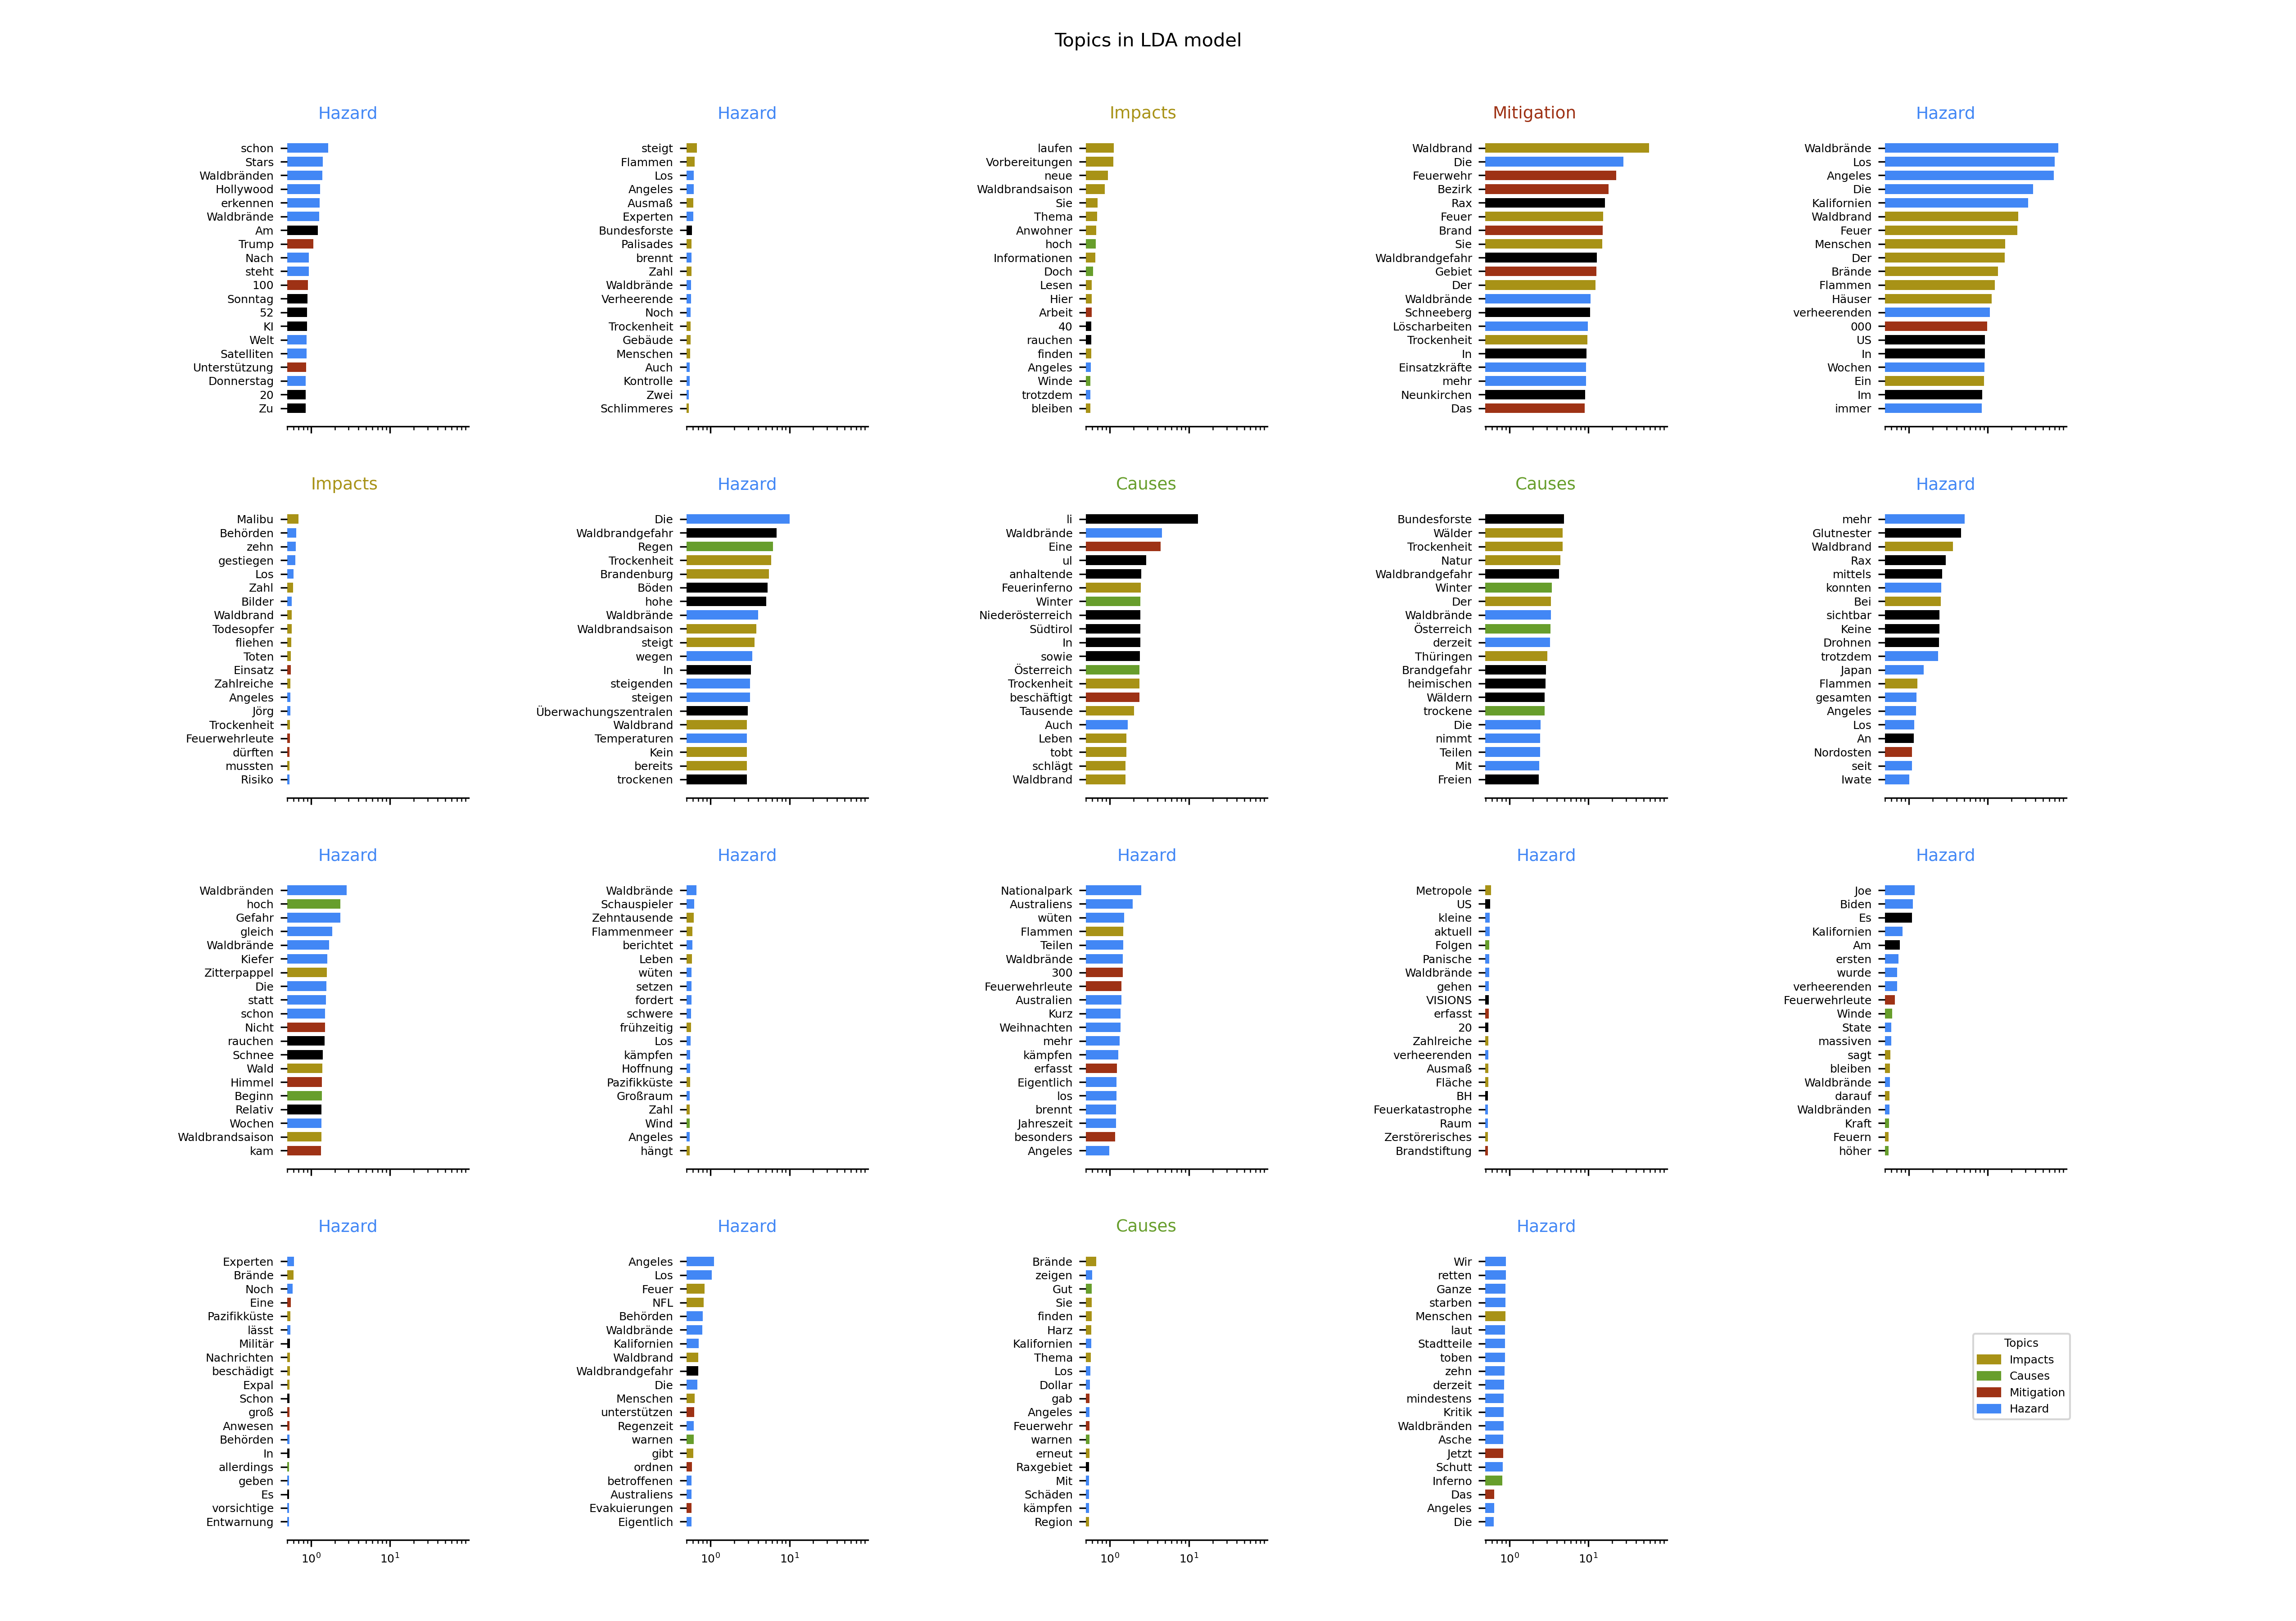 Topics in LDA model
Hazard
schon
Stars
Waldbränden
Hollywood
erkennen
Waldbrände
Am
Trump
Nach
steht
100
Sonntag
52
KI
Welt
Satelliten
Unterstützung
Donnerstag
20
Zu
Hazard
steigt
Flammen
Los
Angeles
Ausmaß
Experten
Bundesforste
Palisades
brennt
Zahl
Waldbrände
Verheerende
Noch
Trockenheit
Gebäude
Menschen
Auch
Kontrolle
Zwei
Schlimmeres
Impacts
laufen
Vorbereitungen
neue
Waldbrandsaison
Sie
Thema
Anwohner
hoch
Informationen
Doch
Lesen
Hier
Arbeit
40
rauchen
finden
Angeles
Winde
trotzdem
bleiben
Mitigation
Waldbrand
Die
Feuerwehr
Bezirk
Rax
Feuer
Brand
Sie
Waldbrandgefahr
Gebiet
Der
Waldbrände
Schneeberg
Löscharbeiten
Trockenheit
In
Einsatzkräfte
mehr
Neunkirchen
Das
Hazard
Waldbrände
Los
Angeles
Die
Kalifornien
Waldbrand
Feuer
Menschen
Der
Brände
Flammen
Häuser
verheerenden
000
US
In
Wochen
Ein
Im
immer
Impacts
Malibu
Behörden
zehn
gestiegen
Los
Zahl
Bilder
Waldbrand
Todesopfer
fliehen
Toten
Einsatz
Zahlreiche
Angeles
Jörg
Trockenheit
Feuerwehrleute
dürften
mussten
Risiko
Hazard
Die
Waldbrandgefahr
Regen
Trockenheit
Brandenburg
Böden
hohe
Waldbrände
Waldbrandsaison
steigt
wegen
In
steigenden
steigen
Überwachungszentralen
Waldbrand
Temperaturen
Kein
bereits
trockenen
Causes
li
Waldbrände
Eine
ul
anhaltende
Feuerinferno
Winter
Niederösterreich
Südtirol
In
sowie
Österreich
Trockenheit
beschäftigt
Tausende
Auch
Leben
tobt
schlägt
Waldbrand
Causes
Bundesforste
Wälder
Trockenheit
Natur
Waldbrandgefahr
Winter
Der
Waldbrände
Österreich
derzeit
Thüringen
Brandgefahr
heimischen
Wäldern
trockene
Die
nimmt
Teilen
Mit
Freien
Hazard
mehr
Glutnester
Waldbrand
Rax
mittels
konnten
Bei
sichtbar
Keine
Drohnen
trotzdem
Japan
Flammen
gesamten
Angeles
Los
An
Nordosten
seit
Iwate
Hazard
Waldbränden
hoch
Gefahr
gleich
Waldbrände
Kiefer
Zitterpappel
Die
statt
schon
Nicht
rauchen
Schnee
Wald
Himmel
Beginn
Relativ
Wochen
Waldbrandsaison
kam
Hazard
Waldbrände
Schauspieler
Zehntausende
Flammenmeer
berichtet
Leben
wüten
setzen
fordert
schwere
frühzeitig
Los
kämpfen
Hoffnung
Pazifikküste
Großraum
Zahl
Wind
Angeles
hängt
Hazard
Nationalpark
Australiens
wüten
Flammen
Teilen
Waldbrände
300
Feuerwehrleute
Australien
Kurz
Weihnachten
mehr
kämpfen
erfasst
Eigentlich
los
brennt
Jahreszeit
besonders
Angeles
Hazard
Metropole
US
kleine
aktuell
Folgen
Panische
Waldbrände
gehen
VISIONS
erfasst
20
Zahlreiche
verheerenden
Ausmaß
Fläche
BH
Feuerkatastrophe
Raum
Zerstörerisches
Brandstiftung
Hazard
Joe
Biden
Es
Kalifornien
Am
ersten
wurde
verheerenden
Feuerwehrleute
Winde
State
massiven
sagt
bleiben
Waldbrände
darauf
Waldbränden
Kraft
Feuern
höher
Hazard
Experten
Brände
Noch
Eine
Pazifikküste
lässt
Militär
Nachrichten
beschädigt
Expal
Schon
groß
Anwesen
Behörden
In
allerdings
geben
Es
vorsichtige
Entwarnung
10⁰ 10¹
Hazard
Angeles
Los
Feuer
NFL
Behörden
Waldbrände
Kalifornien
Waldbrand
Waldbrandgefahr
Die
Menschen
unterstützen
Regenzeit
warnen
gibt
ordnen
betroffenen
Australiens
Evakuierungen
Eigentlich
10⁰ 10¹
Causes
Brände
zeigen
Gut
Sie
finden
Harz
Kalifornien
Thema
Los
Dollar
gab
Angeles
Feuerwehr
warnen
erneut
Raxgebiet
Mit
Schäden
kämpfen
Region
10⁰ 10¹
Hazard
Wir
retten
Ganze
starben
Menschen
laut
Stadtteile
toben
zehn
derzeit
mindestens
Kritik
Waldbränden
Asche
Jetzt
Schutt
Inferno
Das
Angeles
Die
10⁰ 10¹
Topics
Impacts
Causes
Mitigation
Hazard